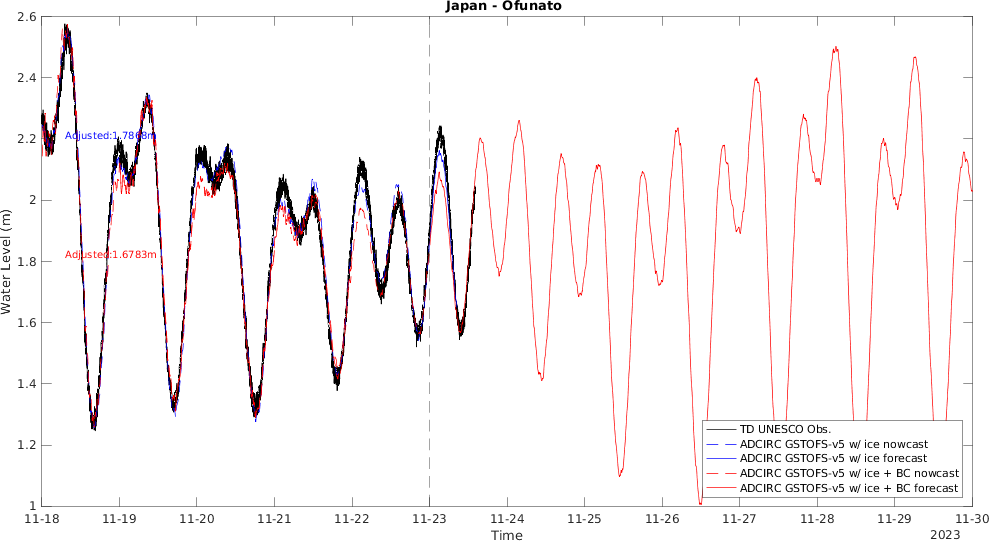 Japan - Ofunato
2.6
2.4
2.2
2
1.8
1.6
1.4
1.2
1
Water Level (m)
Adjusted:1.7868m
Adjusted:1.6783m
TD UNESCO Obs.
ADCIRC GSTOFS-v5 w/ ice nowcast
ADCIRC GSTOFS-v5 w/ ice forecast
ADCIRC GSTOFS-v5 w/ ice + BC nowcast
ADCIRC GSTOFS-v5 w/ ice + BC forecast
11-18 11-19 11-20 11-21 11-22 11-23 11-24 11-25 11-26 11-27 11-28 11-29 11-30
Time
2023